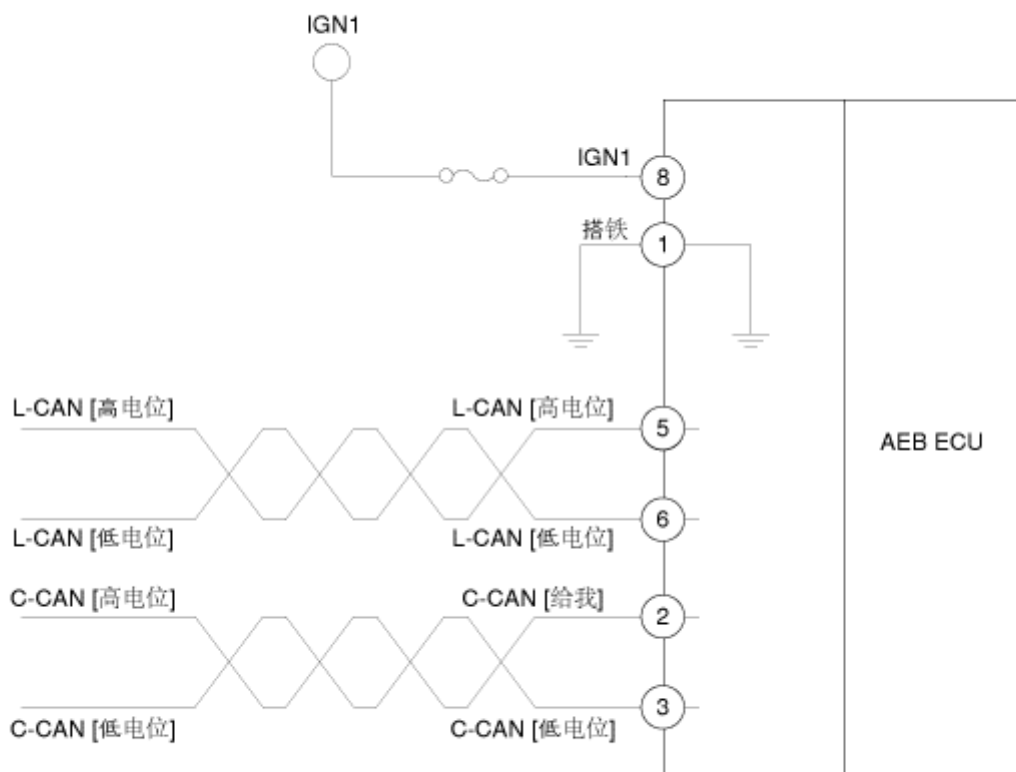 IGN1
IGN1
8
搭铁
1
L-CAN [高电位]
L-CAN [高电位]
5
AEB ECU
6
L-CAN [低电位]
L-CAN [低电位]
C-CAN [高电位]
C-CAN [给我]
2
3
C-CAN [低电位]
C-CAN [低电位]